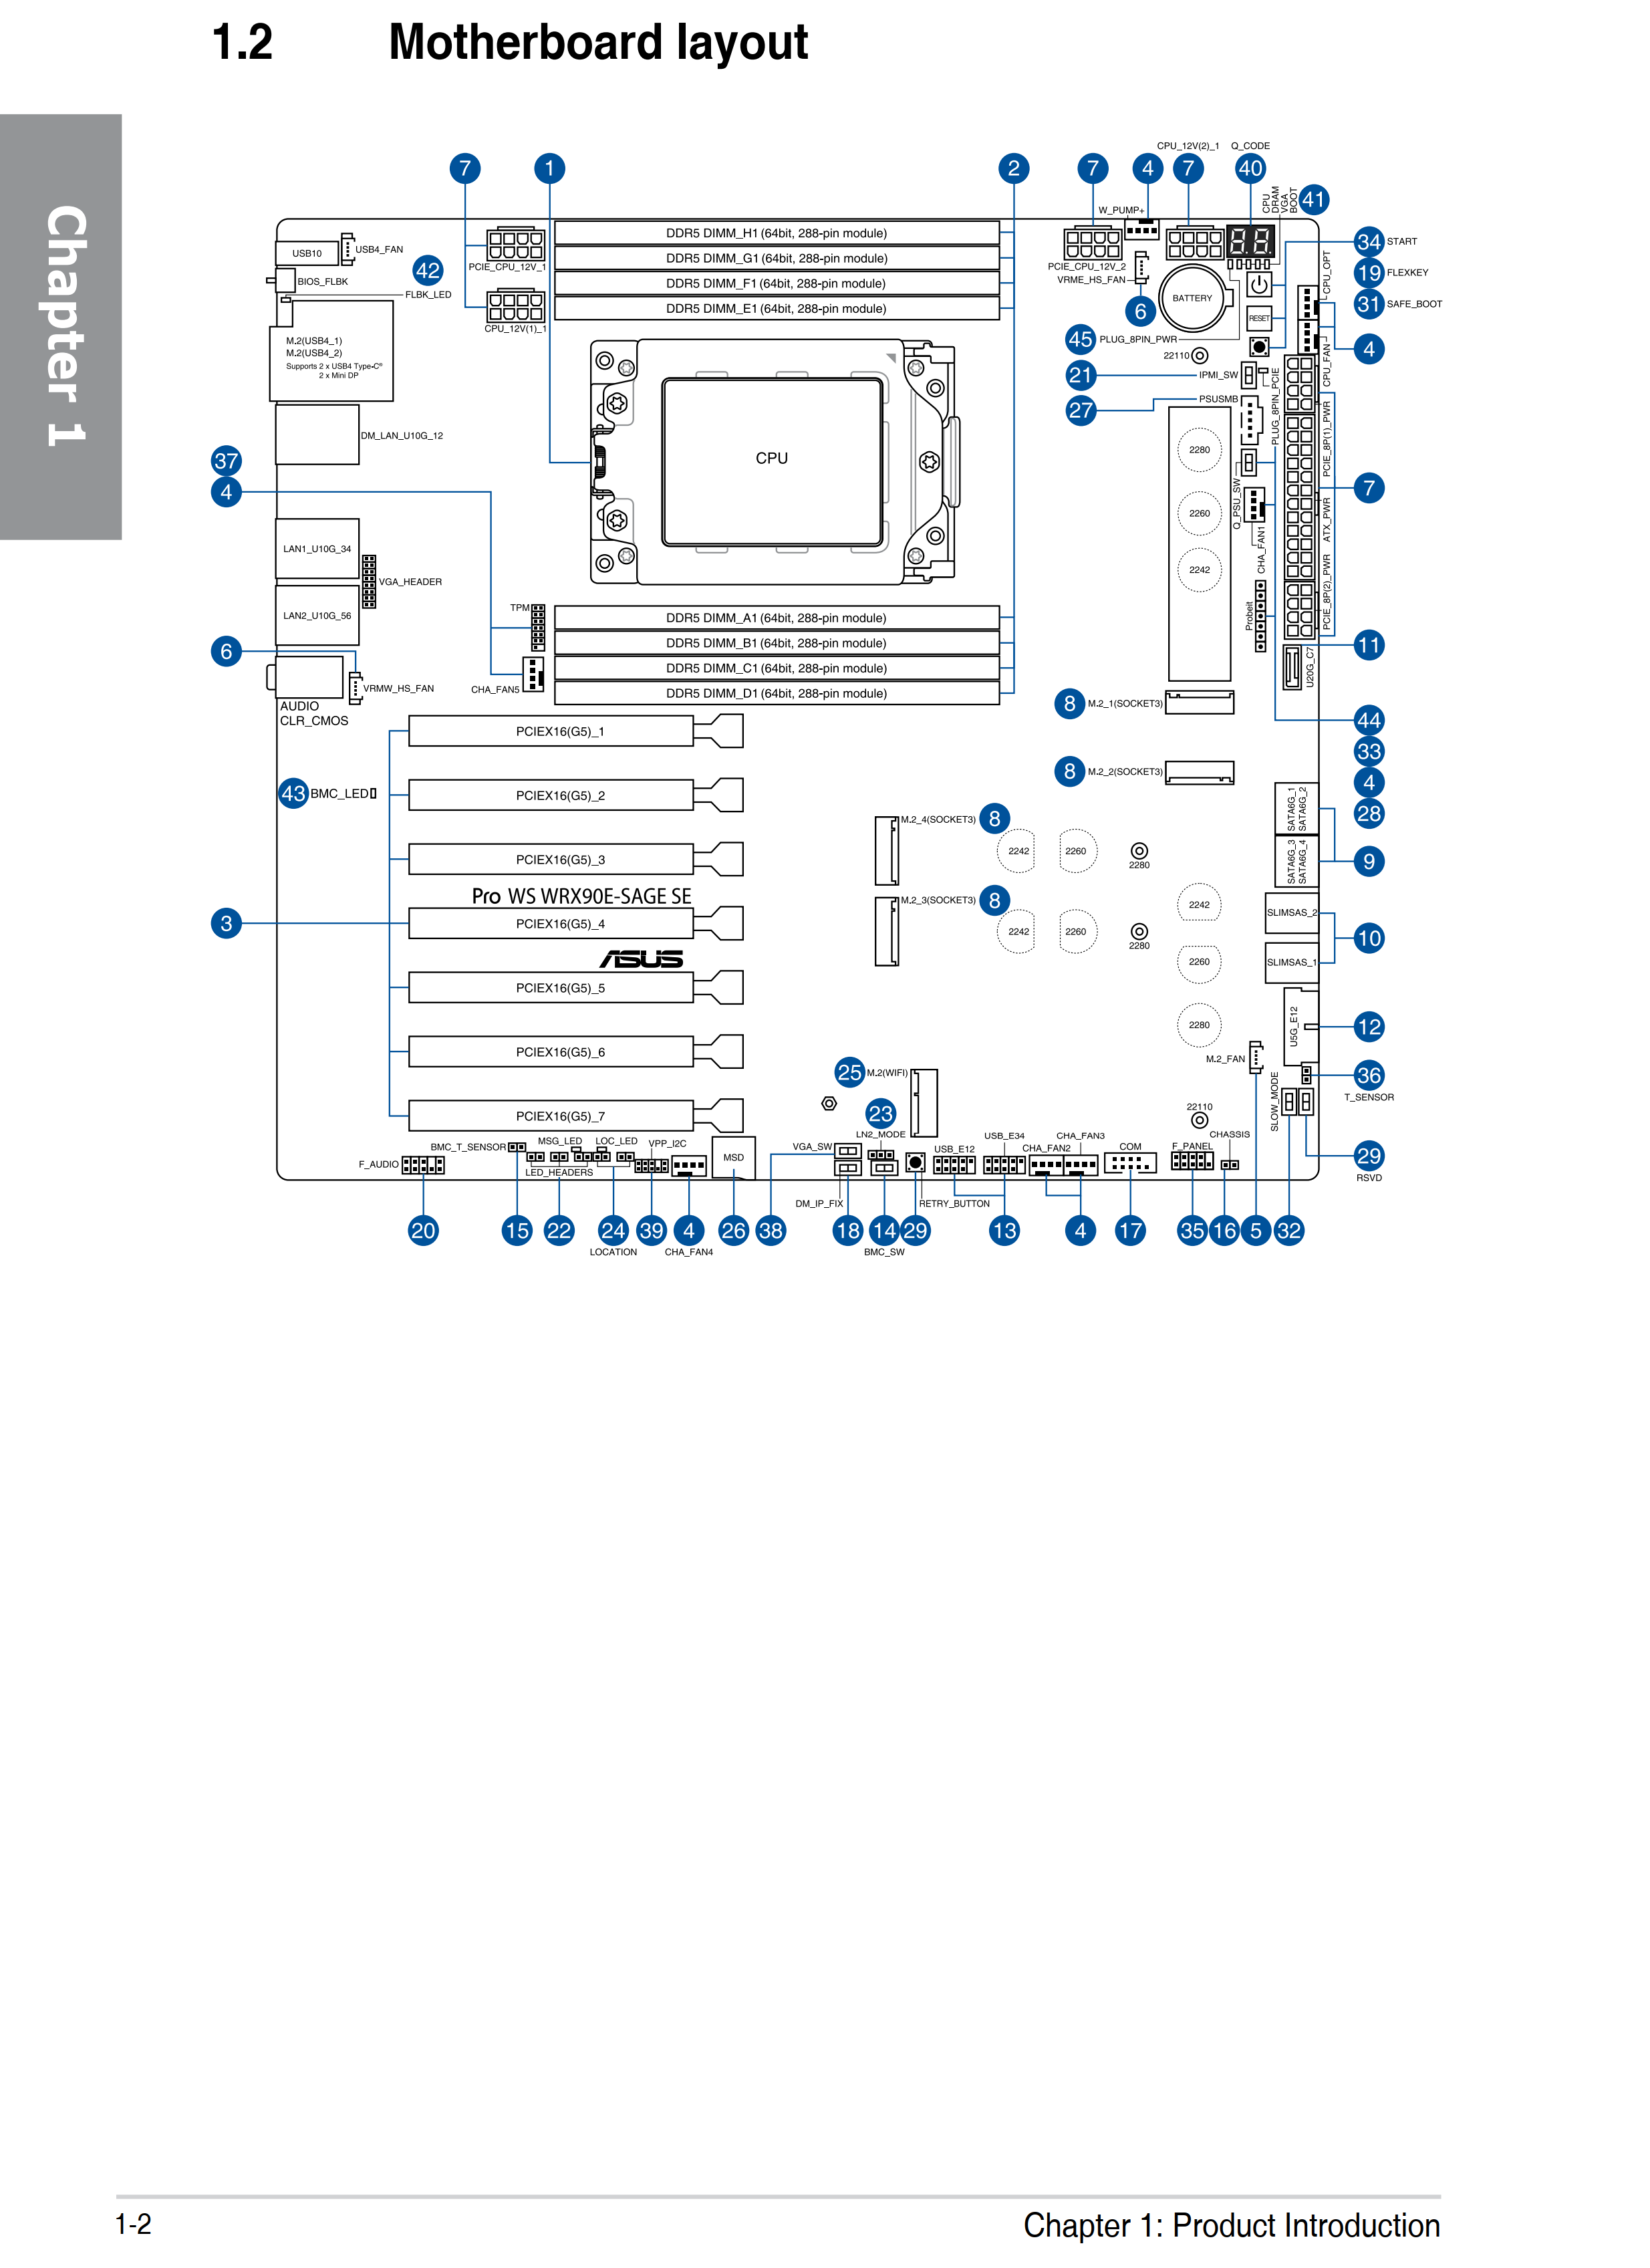 1.2 Motherboard layout
Chapter 1
CPU_12V(2)_1 Q_CODE
7 1 2 7 4 7 40
CPU
DRAM
VGA
BOOT
41
W_PUMP+
34 START
19 FLEXKEY
31 SAFE_BOOT
4
USB10
USB4_FAN
PCIE_CPU_12V_1
BIOS_FLBK
42
FLBK_LED
CPU_12V(1)_1
DDR5 DIMM_H1 (64bit, 288-pin module)
DDR5 DIMM_G1 (64bit, 288-pin module)
DDR5 DIMM_F1 (64bit, 288-pin module)
DDR5 DIMM_E1 (64bit, 288-pin module)
PCIE_CPU_12V_2
VRME_HS_FAN
6
BATTERY
RESET
CPU_OPT
CPU_FAN
45 PLUG_8PIN_PWR
22110
21 IPMI_SW
27 PSUSMB
PLUG_8PIN_PCIE
M.2(USB4_1)
M.2(USB4_2)
Supports 2 x USB4 Type-C®
2 x Mini DP
DM_LAN_U10G_12
CPU
2280
2260
2242
Q_PSU_SW
CHA_FAN1
PCIE_8P(1)_PWR
ATX_PWR
PCIE_8P(2)_PWR
7
37
4
LAN1_U10G_34
VGA_HEADER
LAN2_U10G_56
TPM
DDR5 DIMM_A1 (64bit, 288-pin module)
DDR5 DIMM_B1 (64bit, 288-pin module)
DDR5 DIMM_C1 (64bit, 288-pin module)
DDR5 DIMM_D1 (64bit, 288-pin module)
Probeit
11
U20G_C7
6
VRMW_HS_FAN
CHA_FAN5
AUDIO
CLR_CMOS
8 M.2_1(SOCKET3)
44
33
4
28
PCIEX16(G5)_1
8 M.2_2(SOCKET3)
43 BMC_LED
PCIEX16(G5)_2
SATA6G_1
SATA6G_2
M.2_4(SOCKET3) 8
2242 2260 2280
PCIEX16(G5)_3
SATA6G_3
SATA6G_4
9
Pro WS WRX90E-SAGE SE
M.2_3(SOCKET3) 8
2242
3
PCIEX16(G5)_4
2242 2260 2280
SLIMSAS_2
10
ASUS
2260
SLIMSAS_1
PCIEX16(G5)_5
2280
U5G_E12
12
PCIEX16(G5)_6
M.2_FAN
25 M.2(WIFI)
36
T_SENSOR
SLOW_MODE
PCIEX16(G5)_7
23
LN2_MODE
22110
CHASSIS
BMC_T_SENSOR
MSG_LED LOC_LED VPP_I2C
MSD
VGA_SW
USB_E12 USB_E34
CHA_FAN2 CHA_FAN3
COM
F_PANEL
29
RSVD
F_AUDIO
LED_HEADERS
DM_IP_FIX
RETRY_BUTTON
20 15 22 24 39 4 26 38 18 14 29 13 4 17 35 16 5 32
LOCATION CHA_FAN4 BMC_SW
1-2 Chapter 1: Product Introduction